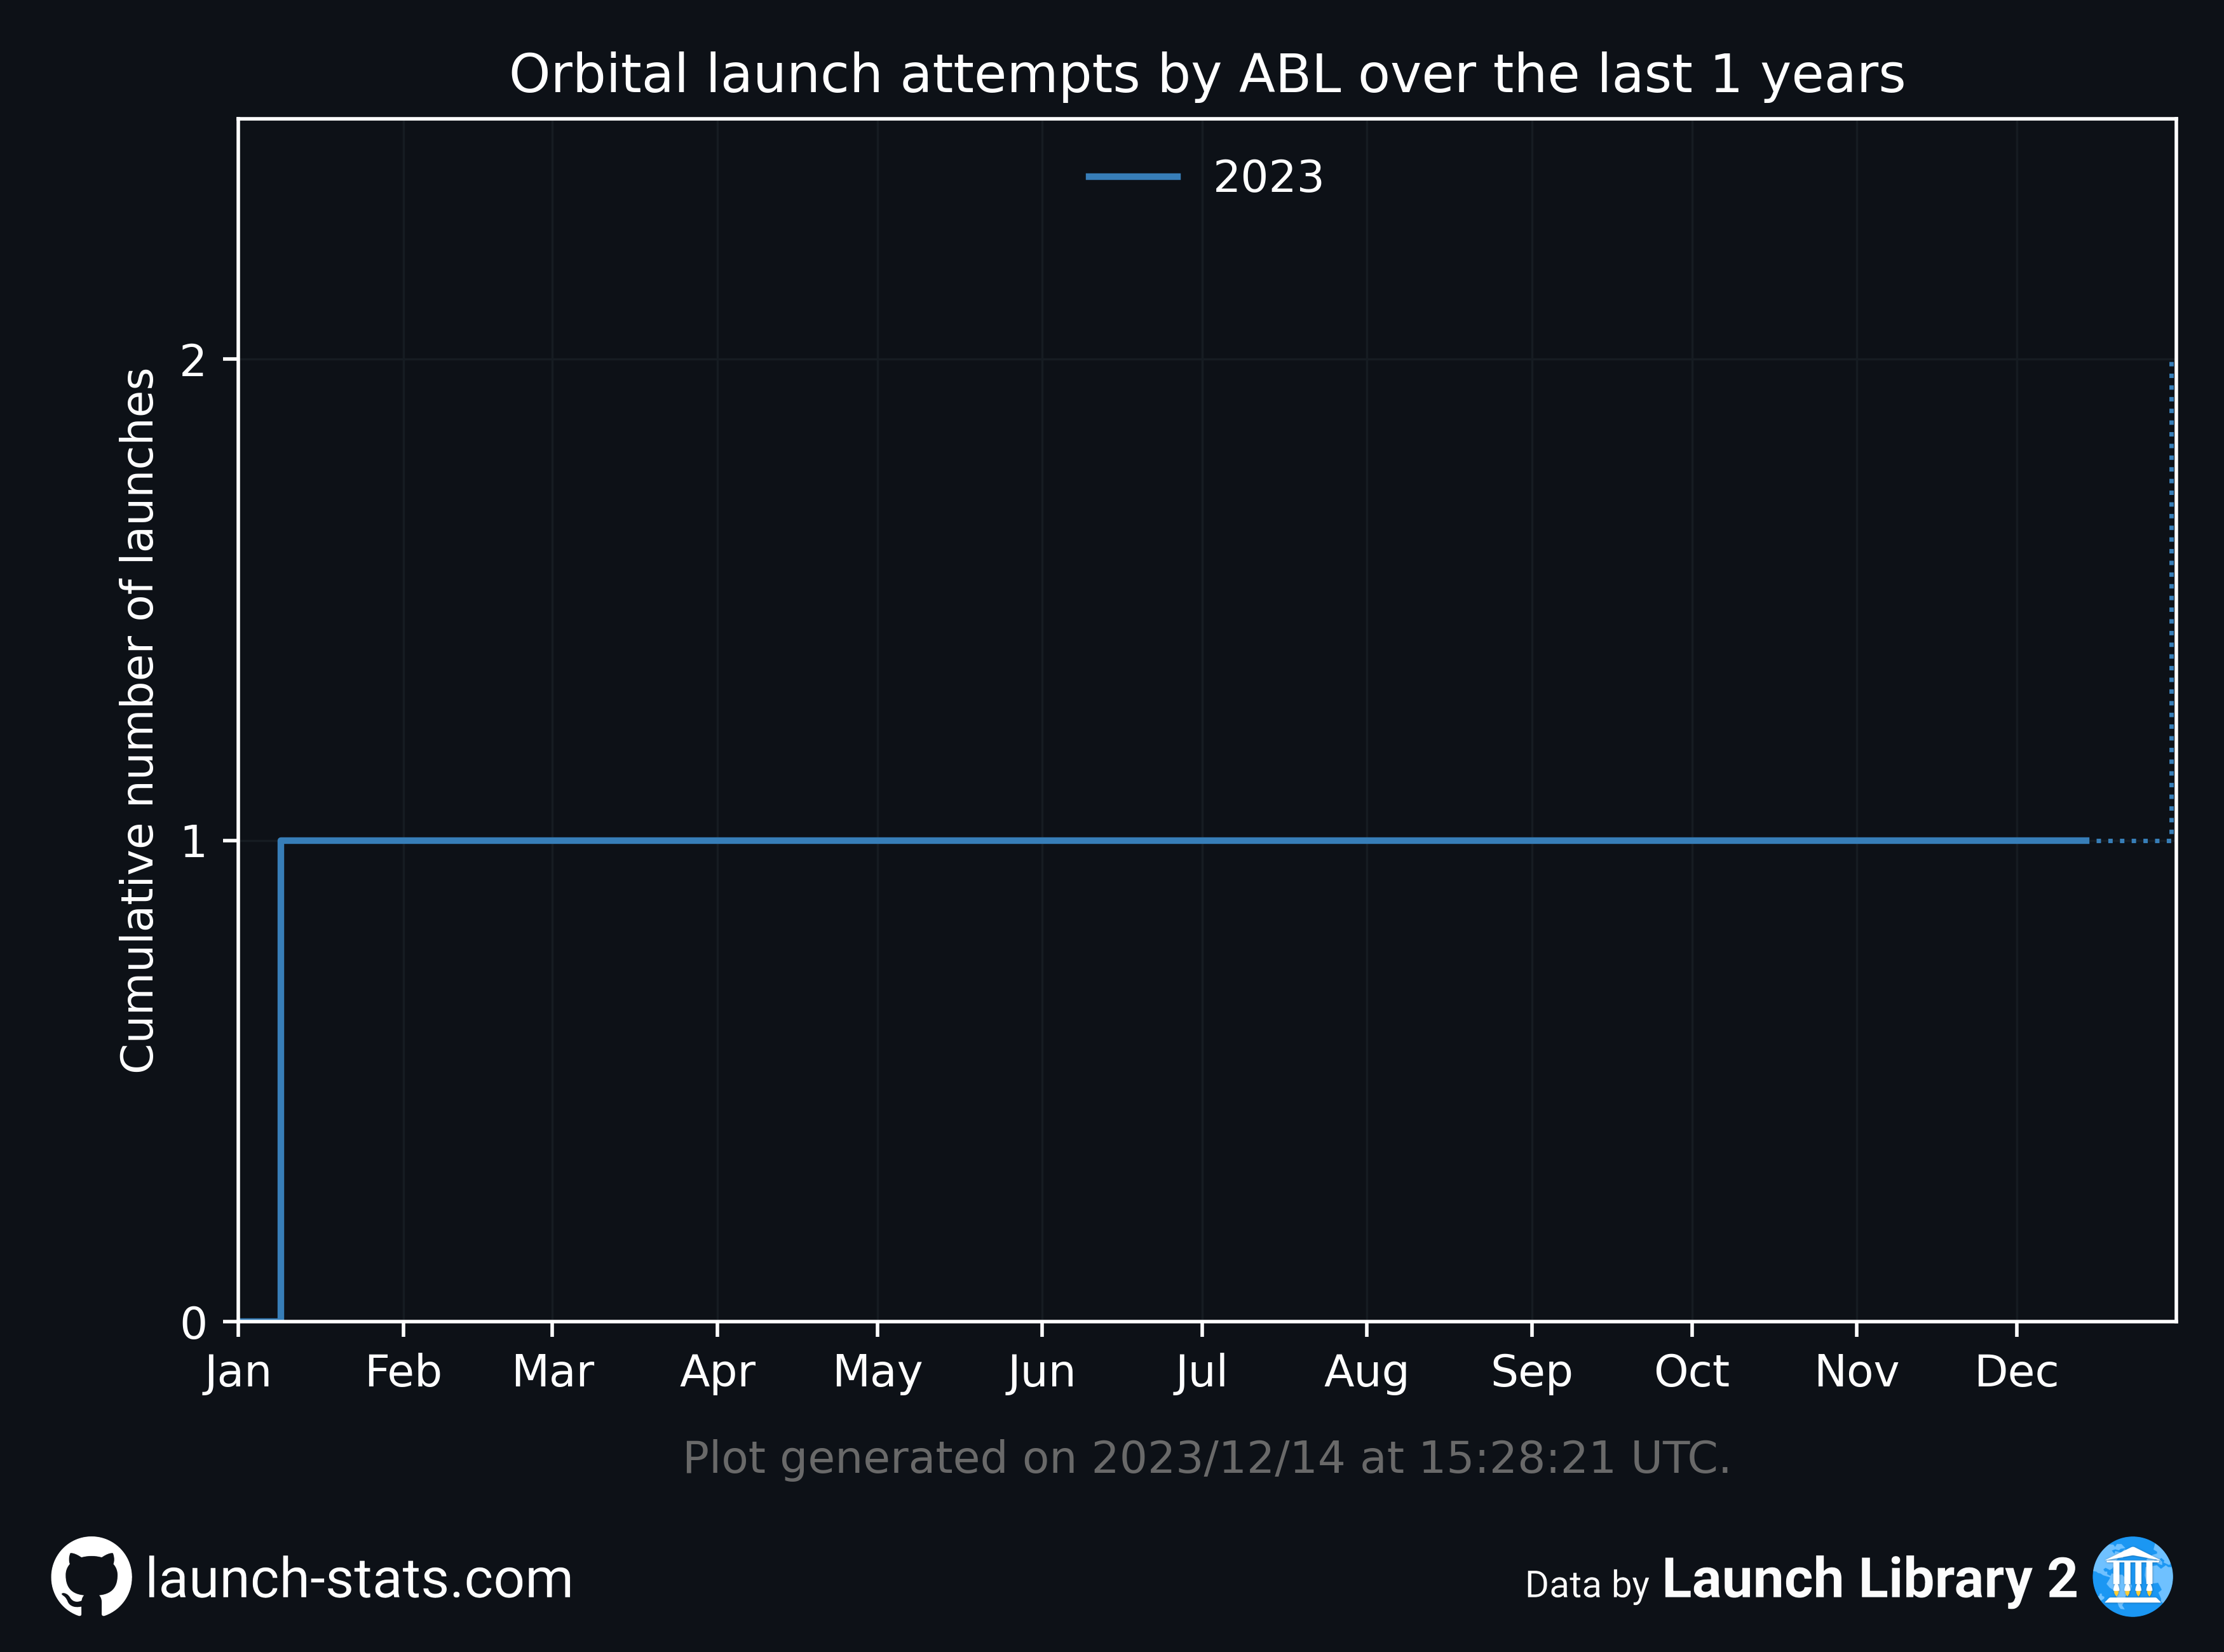 Orbital launch attempts by ABL over the last 1 years
2023
Cumulative number of launches
2
1
0
Jan Feb Mar Apr May Jun Jul Aug Sep Oct Nov Dec
Plot generated on 2023/12/14 at 15:28:21 UTC.
launch-stats.com
Data by Launch Library 2